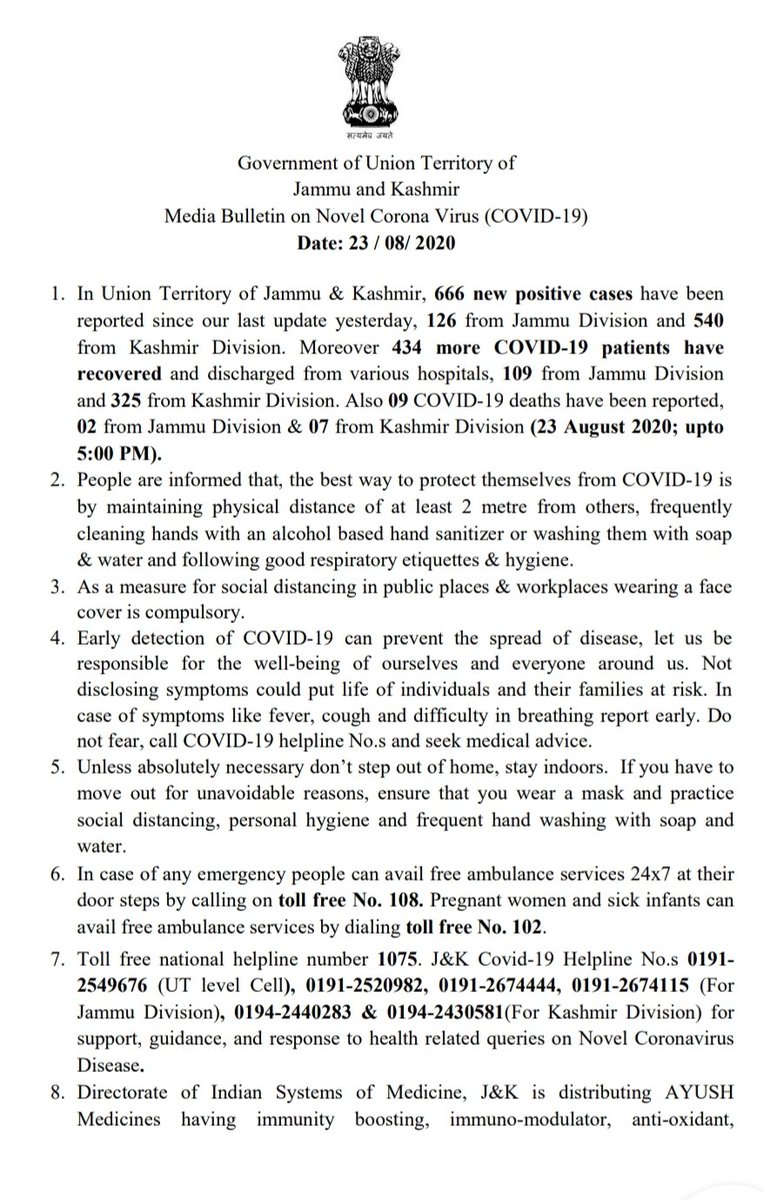 सत्यमेव जयते
Government of Union Territory of
Jammu and Kashmir
Media Bulletin on Novel Corona Virus (COVID-19)
Date: 23 / 08/ 2020
1. In Union Territory of Jammu & Kashmir, 666 new positive cases have been
reported since our last update yesterday, 126 from Jammu Division and 540
from Kashmir Division. Moreover 434 more COVID-19 patients have
recovered and discharged from various hospitals, 109 from Jammu Division
and 325 from Kashmir Division. Also 09 COVID-19 deaths have been reported,
02 from Jammu Division & 07 from Kashmir Division (23 August 2020; upto
5:00 PM).
2. People are informed that, the best way to protect themselves from COVID-19 is
by maintaining physical distance of at least 2 metre from others, frequently
cleaning hands with an alcohol based hand sanitizer or washing them with soap
& water and following good respiratory etiquettes & hygiene.
3. As a measure for social distancing in public places & workplaces wearing a face
cover is compulsory.
4. Early detection of COVID-19 can prevent the spread of disease, let us be
responsible for the well-being of ourselves and everyone around us. Not
disclosing symptoms could put life of individuals and their families at risk. In
case of symptoms like fever, cough and difficulty in breathing report early. Do
not fear, call COVID-19 helpline No.s and seek medical advice.
5. Unless absolutely necessary don’t step out of home, stay indoors. If you have to
move out for unavoidable reasons, ensure that you wear a mask and practice
social distancing, personal hygiene and frequent hand washing with soap and
water.
6. In case of any emergency people can avail free ambulance services 24x7 at their
door steps by calling on toll free No. 108. Pregnant women and sick infants can
avail free ambulance services by dialing toll free No. 102.
7. Toll free national helpline number 1075. J&K Covid-19 Helpline No.s 0191-
2549676 (UT level Cell), 0191-2520982, 0191-2674444, 0191-2674115 (For
Jammu Division), 0194-2440283 & 0194-2430581(For Kashmir Division) for
support, guidance, and response to health related queries on Novel Coronavirus
Disease.
8. Directorate of Indian Systems of Medicine, J&K is distributing AYUSH
Medicines having immunity boosting, immuno-modulator, anti-oxidant,